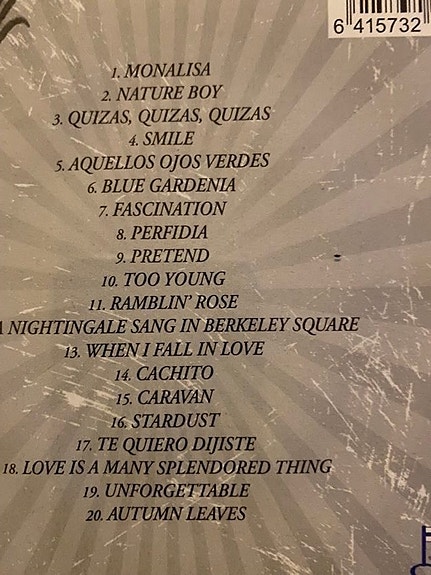 6 415732
1. MONALISA
2. NATURE BOY
3. QUIZAS, QUIZAS, QUIZAS
4. SMILE
5. AQUELLOS OJOS VERDES
6. BLUE GARDENIA
7. FASCINATION
8. PERFIDIA
9. PRETEND
10. TOO YOUNG
11. RAMBLIN' ROSE
A NIGHTINGALE SANG IN BERKELEY SQUARE
13. WHEN I FALL IN LOVE
14. CACHITO
15. CARAVAN
16. STARDUST
17. TE QUIERO DIJISTE
18. LOVE IS A MANY SPLENDORED THING
19. UNFORGETTABLE
20. AUTUMN LEAVES